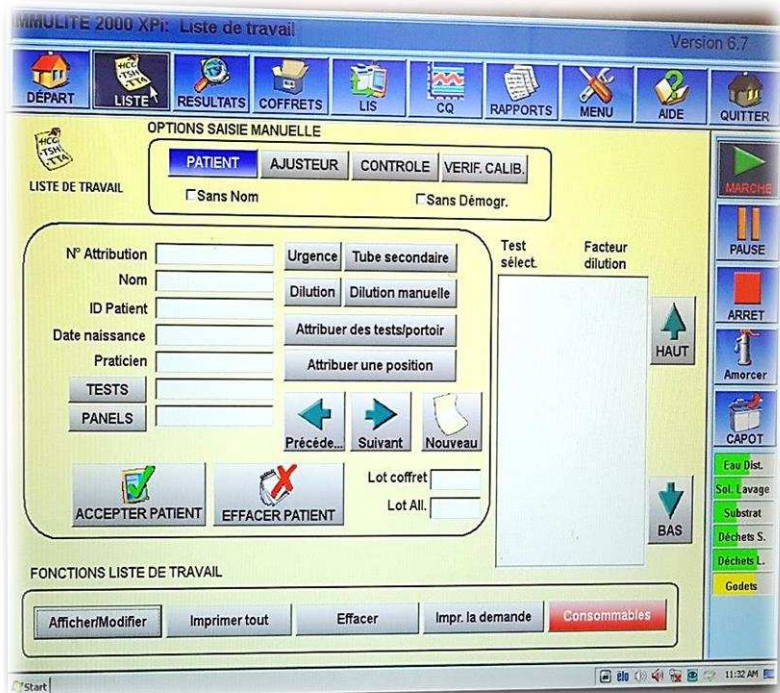 IMMULITE 2000 XPi: Liste de travail
Version 6.7
DÉPART LISTE RESULTATS COFFRETS LIS CQ RAPPORTS MENU AIDE QUITTER
HCG
-TSH
-TT4
OPTIONS SAISIE MANUELLE
LISTE DE TRAVAIL
PATIENT AJUSTEUR CONTROLE VERIF. CALIB.
Sans Nom Sans Démogr.
N° Attribution
Nom
ID Patient
Date naissance
Praticien
TESTS
PANELS
Urgence Tube secondaire
Dilution Dilution manuelle
Attribuer des tests/portoir
Attribuer une position
Précéde... Suivant Nouveau
ACCEPTER PATIENT EFFACER PATIENT
Lot coffret
Lot All.
Test sélect.
Facteur dilution
HAUT
BAS
MARCHE
PAUSE
ARRET
Amorcer
CAPOT
Eau Dist.
Sol. Lavage
Substrat
Déchets S.
Déchets L.
Godets
FONCTIONS LISTE DE TRAVAIL
Afficher/Modifier Imprimer tout Effacer Impr. la demande Consommables
Start
elo
11:32 AM